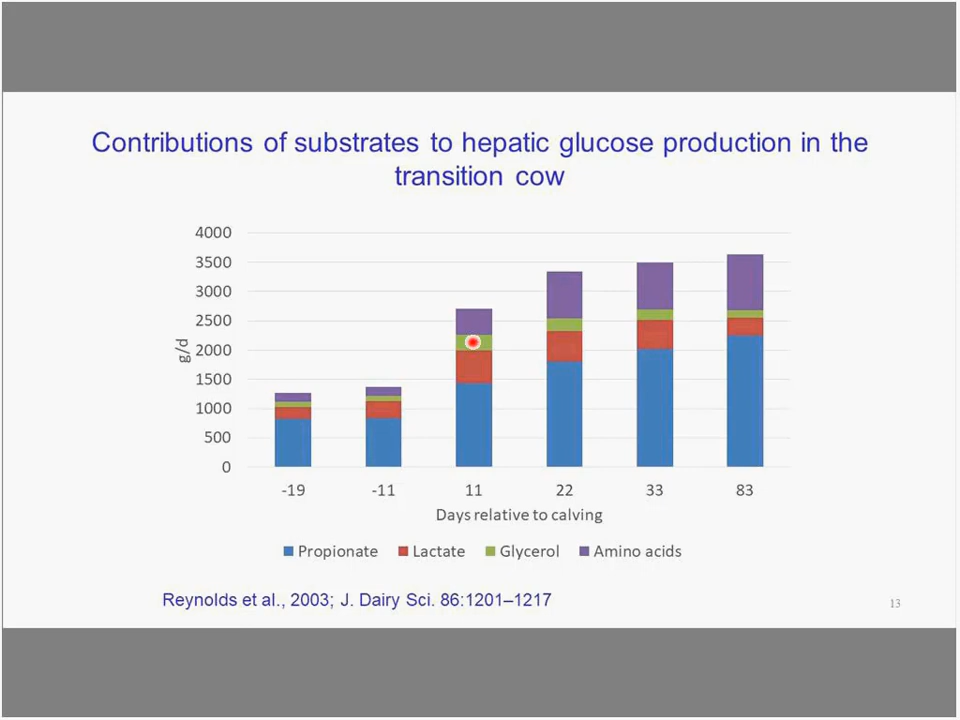 Contributions of substrates to hepatic glucose production in the
transition cow
4000
3500
3000
2500
2000
1500
1000
500
0
g/d
-19 -11 11 22 33 83
Days relative to calving
Propionate Lactate Glycerol Amino acids
Reynolds et al., 2003; J. Dairy Sci. 86:1201–1217
13